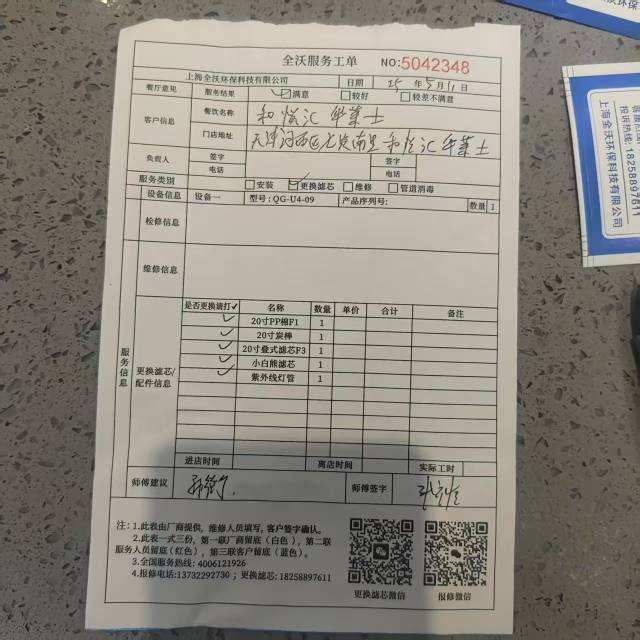 全沃服务工单 NO:5042348
上海全沃环保科技有限公司 日期 25 年 5 月 11 日
餐厅意见 服务结果 ☑满意 □较好 □较差不满意
客户信息 餐饮名称 和悦汇 华莱士
门店地址 天津河西区 南里 和悦汇 华莱士
负责人 签字 签字
电话 电话
服务类别 □安装 ☑更换滤芯 □维修 □管道消毒
设备信息 设备一 型号: QG-U4-09 产品序列号: 数量 1
检修信息
维修信息
服务信息
更换滤芯/配件信息
是否更换请打✓ 名称 数量 单价 合计 备注
✓ 20寸PP棉F1 1
✓ 20寸炭棒 1
✓ 20寸叠式滤芯F3 1
✓ 小白熊滤芯 1
✓ 紫外线灯管 1
进店时间 离店时间 实际工时
师傅建议 师傅签字
注: 1.此表由厂商提供, 维修人员填写, 客户签字确认。
2.此表一式三份, 第一联厂商留底 (白色), 第二联
服务人员留底(红色), 第三联客户留底 (蓝色)。
3.全国服务热线: 4006121926
4.报修电话:13732292730 ; 更换滤芯: 18258897611
更换滤芯微信 报修微信
投诉热线: 1825889761
上海全沃环保科技有限公司